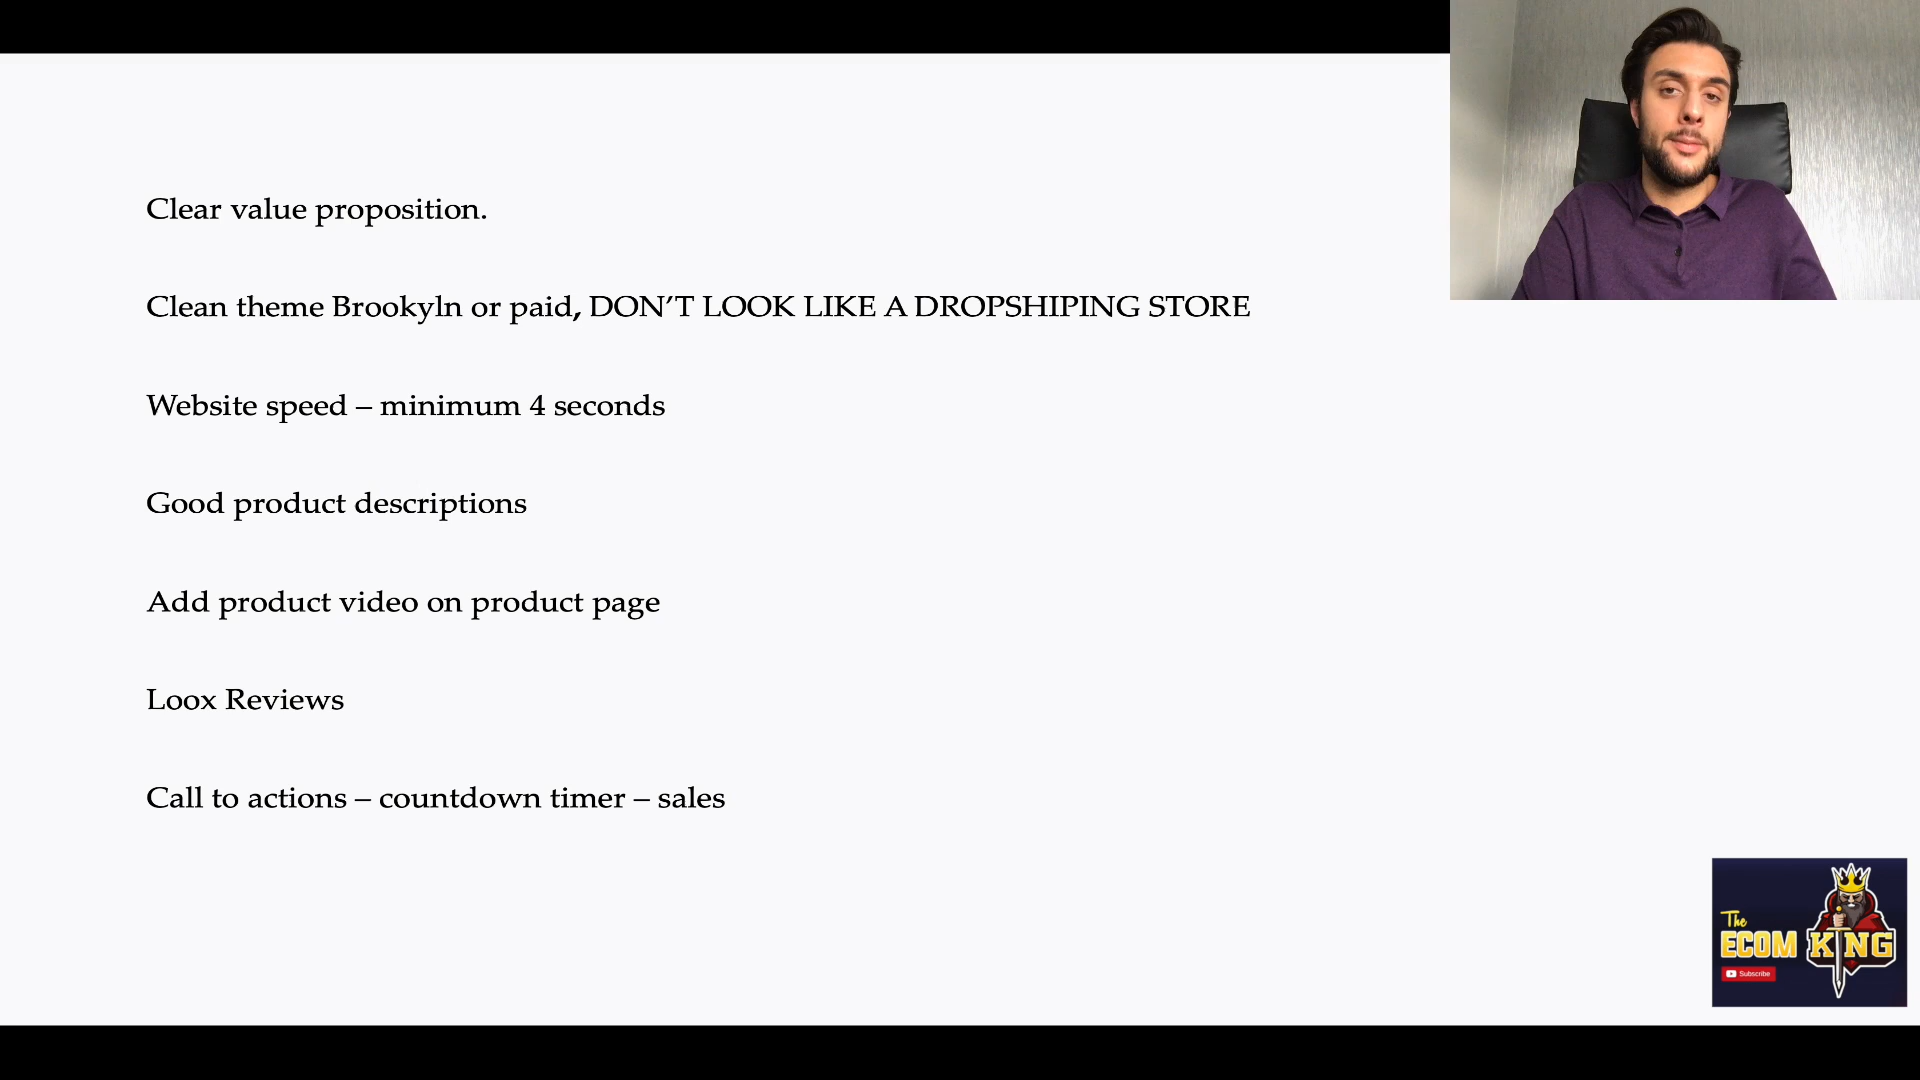 Clear value proposition.
Clean theme Brookyln or paid, DON’T LOOK LIKE A DROPSHIPING STORE
Website speed – minimum 4 seconds
Good product descriptions
Add product video on product page
Loox Reviews
Call to actions – countdown timer – sales
The
ECOM KING
Subscribe